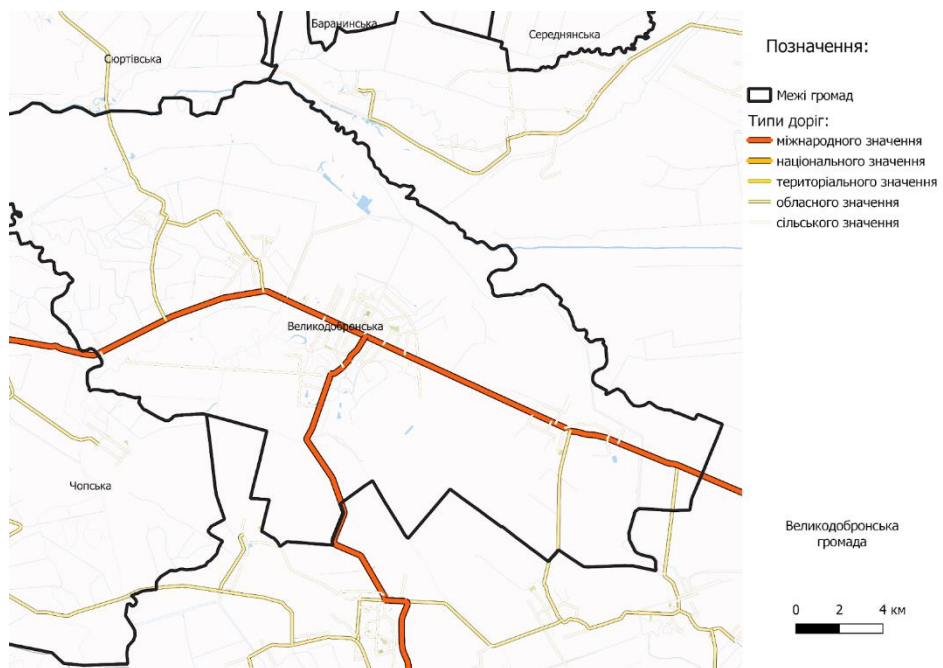 Баранинська
Середнянська
Сюртівська
Великодобронська
Чопська
Позначення:
Межі громад
Типи доріг:
міжнародного значення
національного значення
територіального значення
обласного значення
сільського значення
Великодобронська
громада
0 2 4 км